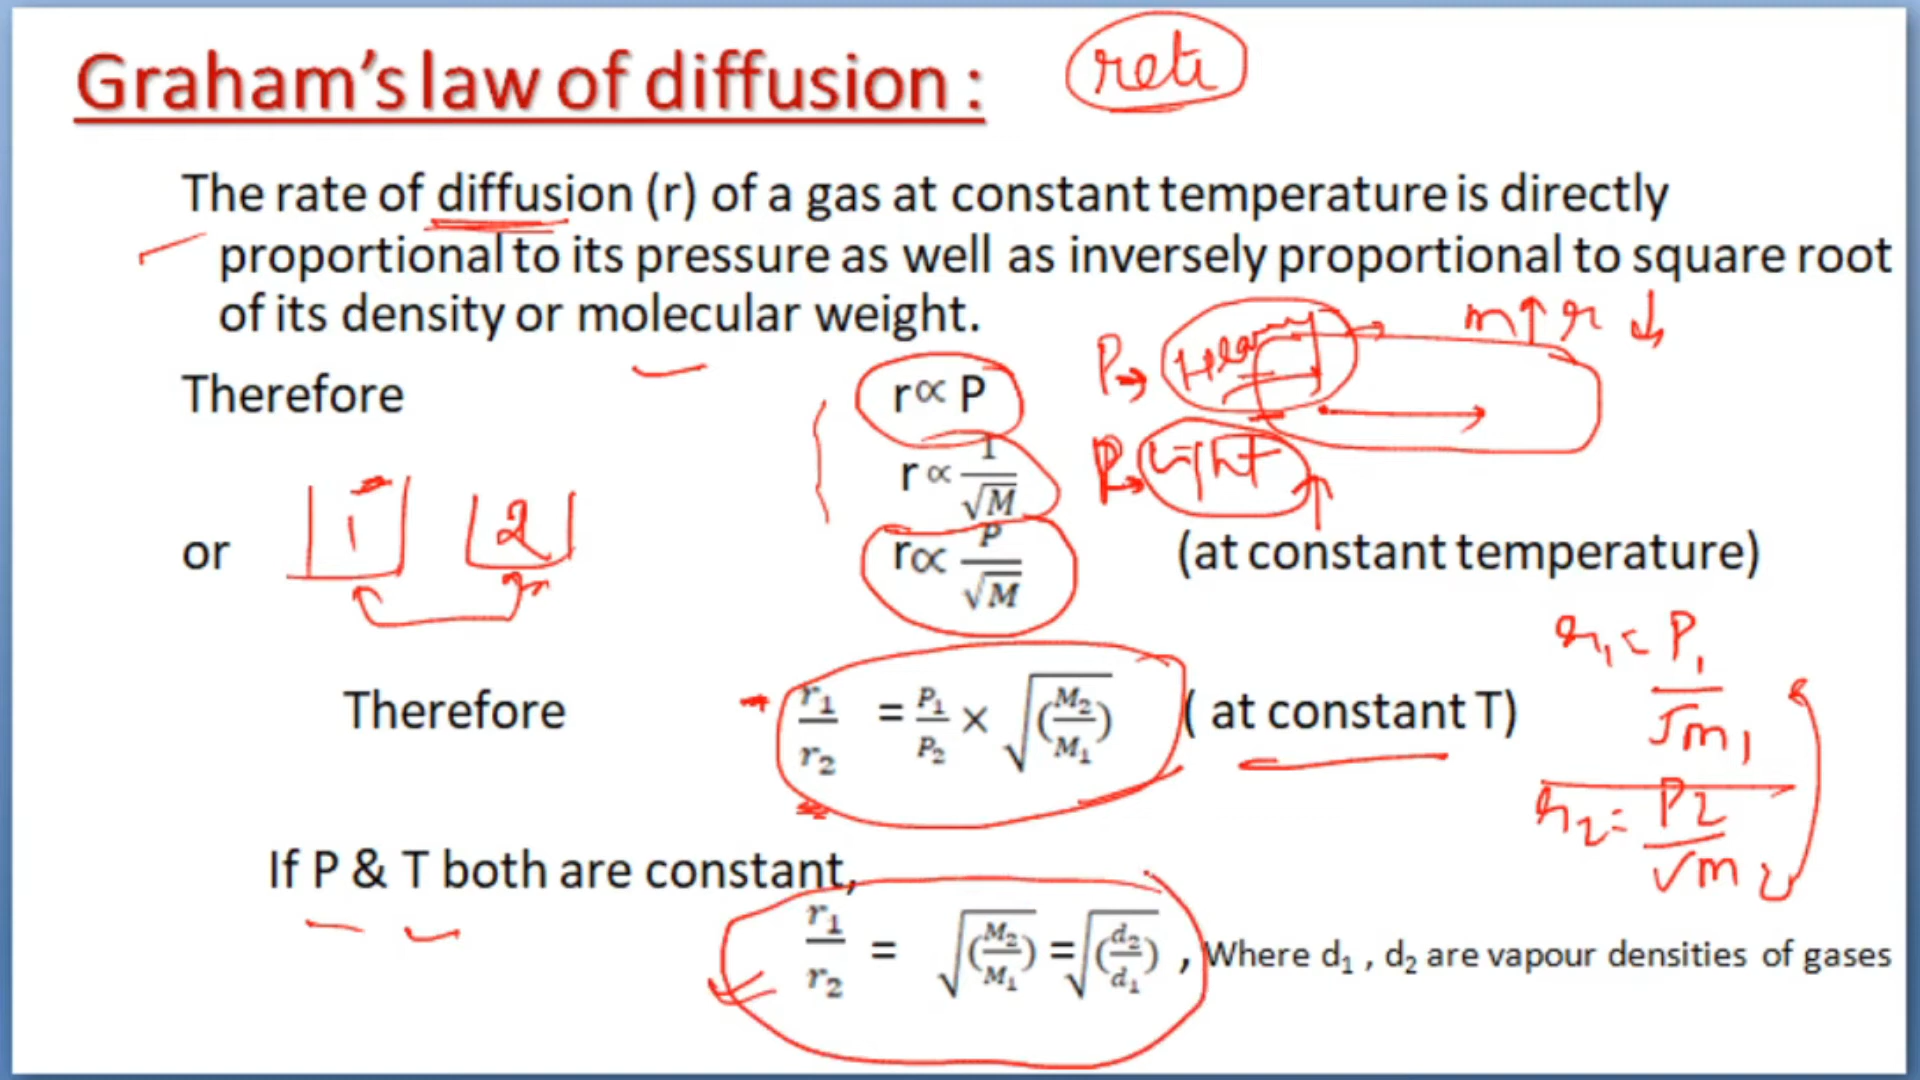 Graham's law of diffusion :
rate
The rate of diffusion (r) of a gas at constant temperature is directly
proportional to its pressure as well as inversely proportional to square root
of its density or molecular weight.
m↑ r ↓
Therefore
r∝ P
P→ Heavy
r ∝ 1/√M
P→ Light ↑
or
1
2
r∝ P/√M
(at constant temperature)
r₁ = P₁/√m₁
Therefore
r₁/r₂ = P₁/P₂ × √(M₂/M₁)
( at constant T)
r₂ = P2/√m₂
If P & T both are constant,
r₁/r₂ = √(M₂/M₁) = √(d₂/d₁) , Where d₁ , d₂ are vapour densities of gases